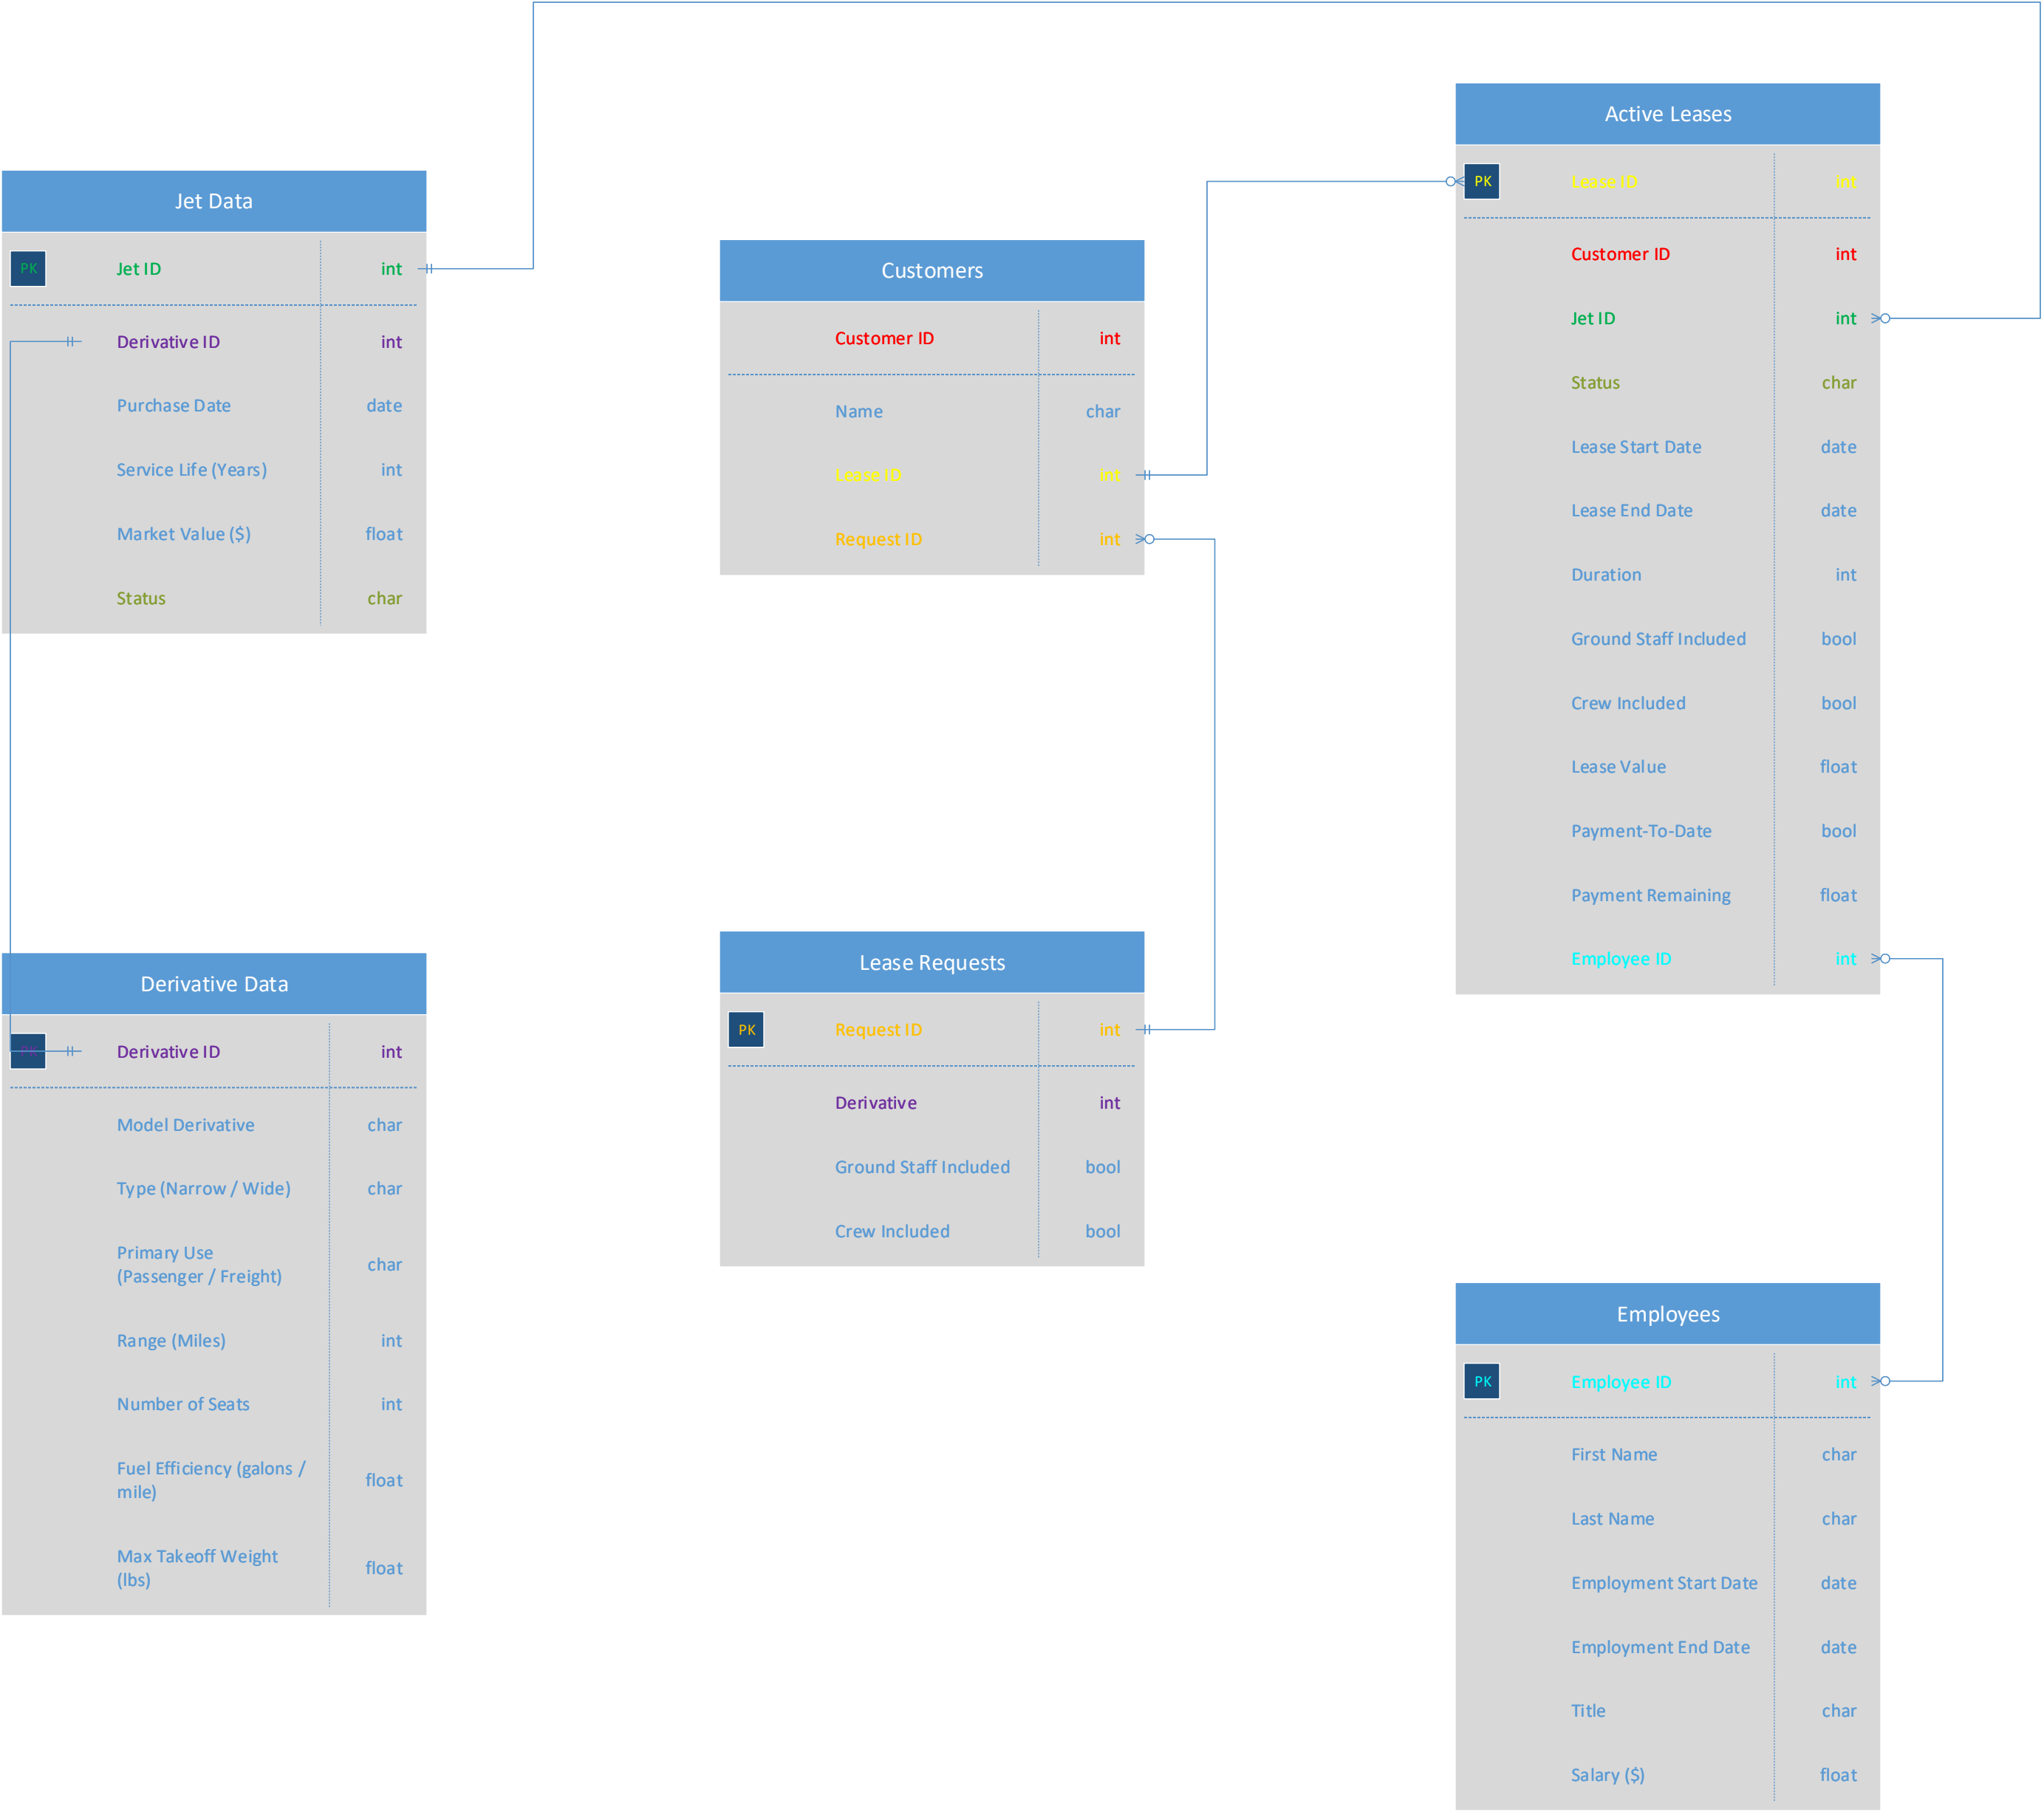 Jet Data
PK Jet ID int
Derivative ID int
Purchase Date date
Service Life (Years) int
Market Value ($) float
Status char
Derivative Data
PK Derivative ID int
Model Derivative char
Type (Narrow / Wide) char
Primary Use
(Passenger / Freight) char
Range (Miles) int
Number of Seats int
Fuel Efficiency (galons /
mile) float
Max Takeoff Weight
(lbs) float
Customers
Customer ID int
Name char
Lease ID int
Request ID int
Lease Requests
PK Request ID int
Derivative int
Ground Staff Included bool
Crew Included bool
Active Leases
PK Lease ID int
Customer ID int
Jet ID int
Status char
Lease Start Date date
Lease End Date date
Duration int
Ground Staff Included bool
Crew Included bool
Lease Value float
Payment-To-Date bool
Payment Remaining float
Employee ID int
Employees
PK Employee ID int
First Name char
Last Name char
Employment Start Date date
Employment End Date date
Title char
Salary ($) float